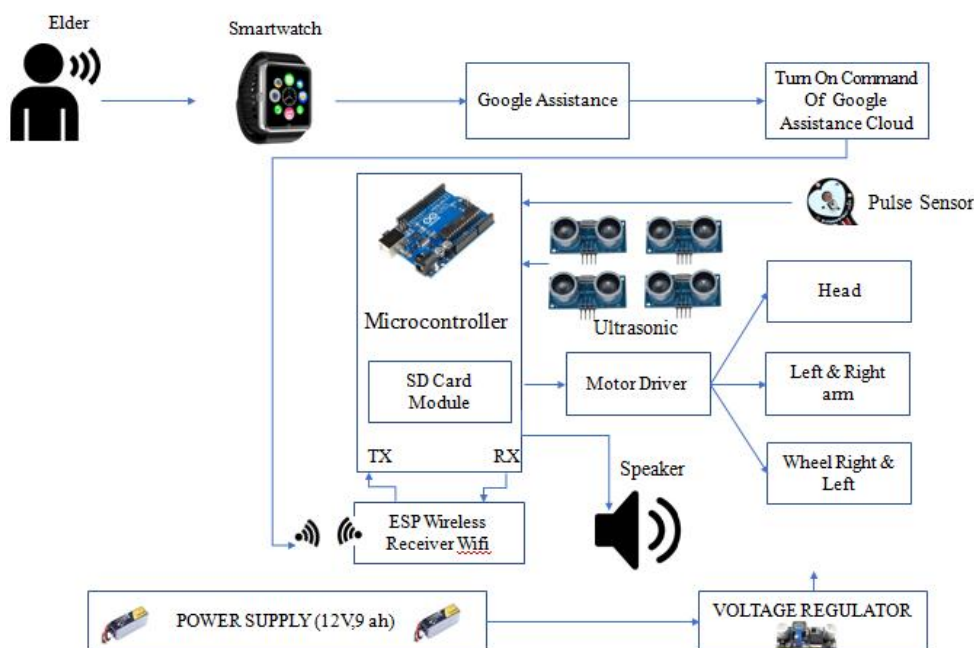 Elder
Smartwatch
Google Assistance
Turn On Command
Of Google
Assistance Cloud
Pulse Sensor
Microcontroller
Ultrasonic
Head
SD Card
Module
Motor Driver
Left & Right
arm
TX
RX
Speaker
Wheel Right &
Left
ESP Wireless
Receiver Wifi
POWER SUPPLY (12V,9 ah)
VOLTAGE REGULATOR